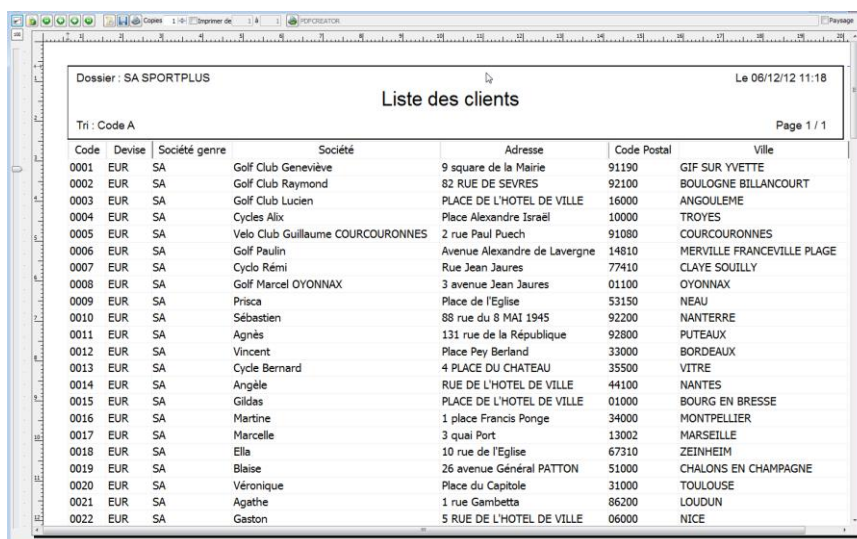 Copies 1 Imprimer de 1 à 1 PDFCREATOR Paysage
Dossier : SA SPORTPLUS Le 06/12/12 11:18
Liste des clients
Tri : Code A Page 1 / 1
Code Devise Société genre Société Adresse Code Postal Ville
0001 EUR SA Golf Club Geneviève 9 square de la Mairie 91190 GIF SUR YVETTE
0002 EUR SA Golf Club Raymond 82 RUE DE SEVRES 92100 BOULOGNE BILLANCOURT
0003 EUR SA Golf Club Lucien PLACE DE L'HOTEL DE VILLE 16000 ANGOULEME
0004 EUR SA Cycles Alix Place Alexandre Israël 10000 TROYES
0005 EUR SA Velo Club Guillaume COURCOURONNES 2 rue Paul Puech 91080 COURCOURONNES
0006 EUR SA Golf Paulin Avenue Alexandre de Lavergne 14810 MERVILLE FRANCEVILLE PLAGE
0007 EUR SA Cyclo Rémi Rue Jean Jaures 77410 CLAYE SOUILLY
0008 EUR SA Golf Marcel OYONNAX 3 avenue Jean Jaures 01100 OYONNAX
0009 EUR SA Prisca Place de l'Eglise 53150 NEAU
0010 EUR SA Sébastien 88 rue du 8 MAI 1945 92200 NANTERRE
0011 EUR SA Agnès 131 rue de la République 92800 PUTEAUX
0012 EUR SA Vincent Place Pey Berland 33000 BORDEAUX
0013 EUR SA Cycle Bernard 4 PLACE DU CHATEAU 35500 VITRE
0014 EUR SA Angèle RUE DE L'HOTEL DE VILLE 44100 NANTES
0015 EUR SA Gildas PLACE DE L'HOTEL DE VILLE 01000 BOURG EN BRESSE
0016 EUR SA Martine 1 place Francis Ponge 34000 MONTPELLIER
0017 EUR SA Marcelle 3 quai Port 13002 MARSEILLE
0018 EUR SA Ella 10 rue de l'Eglise 67310 ZEINHEIM
0019 EUR SA Blaise 26 avenue Général PATTON 51000 CHALONS EN CHAMPAGNE
0020 EUR SA Véronique Place du Capitole 31000 TOULOUSE
0021 EUR SA Agathe 1 rue Gambetta 86200 LOUDUN
0022 EUR SA Gaston 5 RUE DE L'HOTEL DE VILLE 06000 NICE